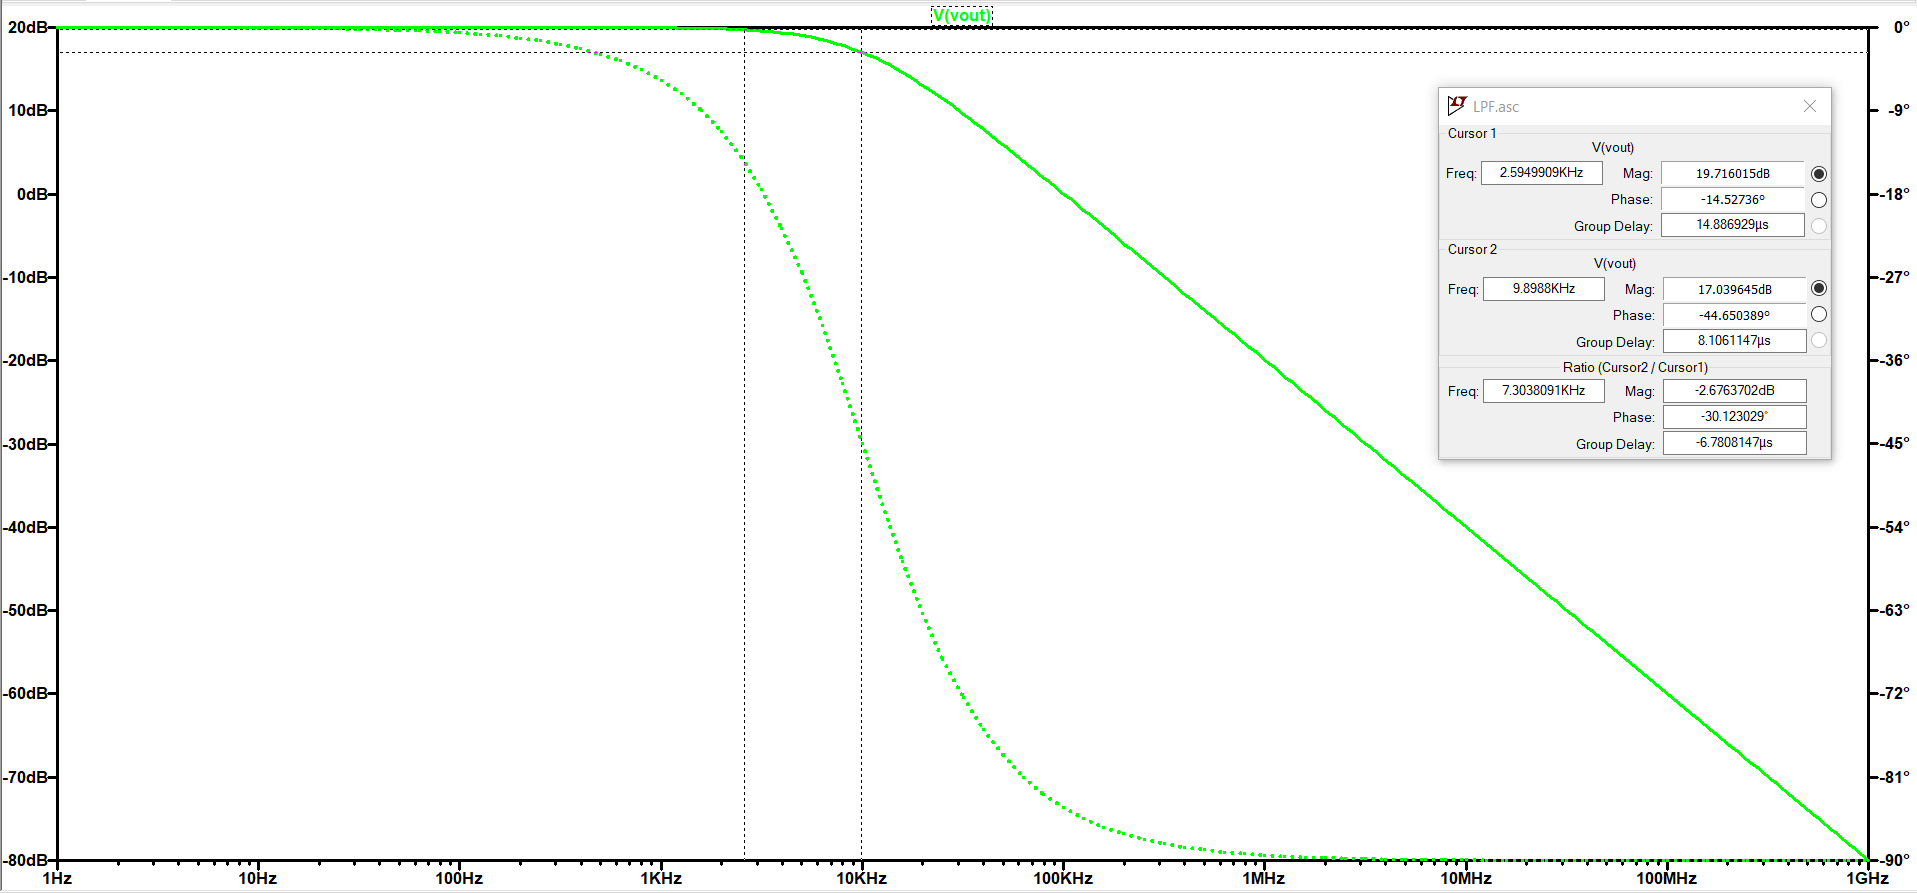 V(vout)
20dB
10dB
0dB
-10dB
-20dB
-30dB
-40dB
-50dB
-60dB
-70dB
-80dB
0°
-9°
-18°
-27°
-36°
-45°
-54°
-63°
-72°
-81°
-90°
1Hz 10Hz 100Hz 1KHz 10KHz 100KHz 1MHz 10MHz 100MHz 1GHz
LPF.asc
Cursor 1
V(vout)
Freq: 2.5949909KHz Mag: 19.716015dB
Phase: -14.52736°
Group Delay: 14.886929µs
Cursor 2
V(vout)
Freq: 9.8988KHz Mag: 17.039645dB
Phase: -44.650389°
Group Delay: 8.1061147µs
Ratio (Cursor2 / Cursor1)
Freq: 7.3038091KHz Mag: -2.6763702dB
Phase: -30.123029°
Group Delay: -6.7808147µs